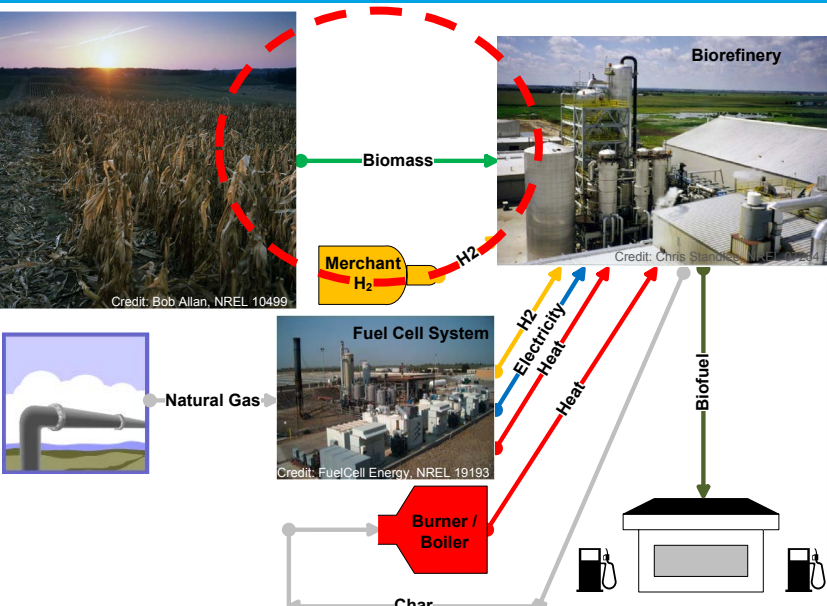 Biorefinery
Biomass
Merchant
H₂
H2
Credit: Chris Standlee, NREL
Credit: Bob Allan, NREL 10499
Fuel Cell System
H2
Electricity
Heat
Heat
Biofuel
Natural Gas
Credit: FuelCell Energy, NREL 19193
Burner /
Boiler
Char